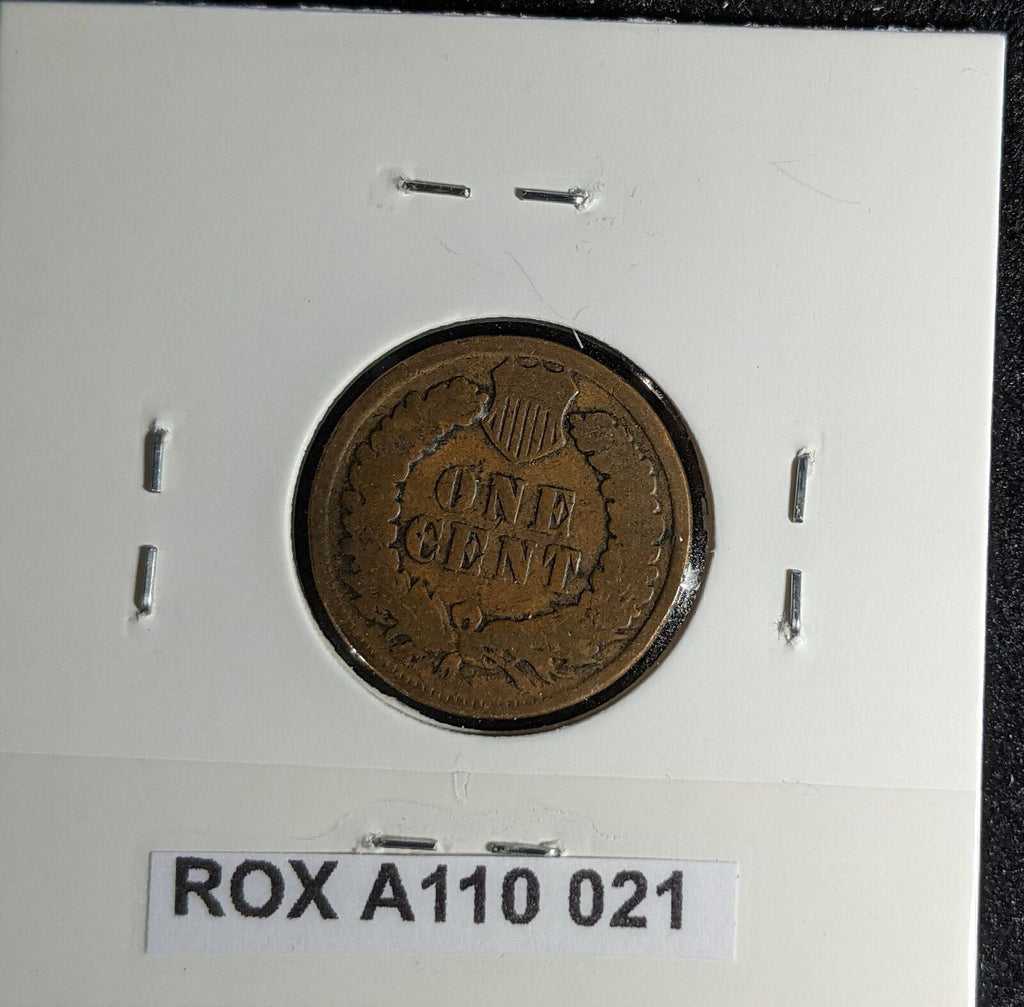 ONE
CENT
ROX A110 021